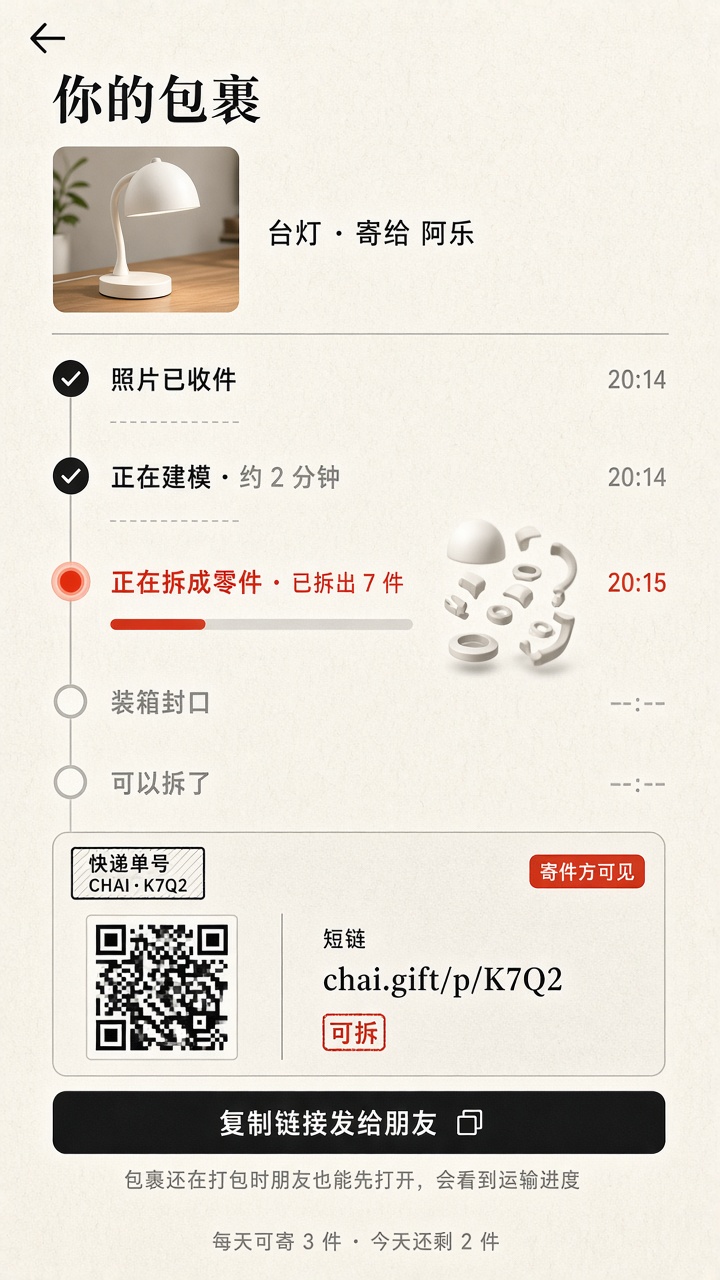 你的包裹
台灯 · 寄给 阿乐
照片已收件 20:14
正在建模 · 约 2 分钟 20:14
正在拆成零件 · 已拆出 7 件 20:15
装箱封口 --:--
可以拆了 --:--
快递单号
CHAI · K7Q2
寄件方可见
短链
chai.gift/p/K7Q2
可拆
复制链接发给朋友
包裹还在打包时朋友也能先打开，会看到运输进度
每天可寄 3 件 · 今天还剩 2 件